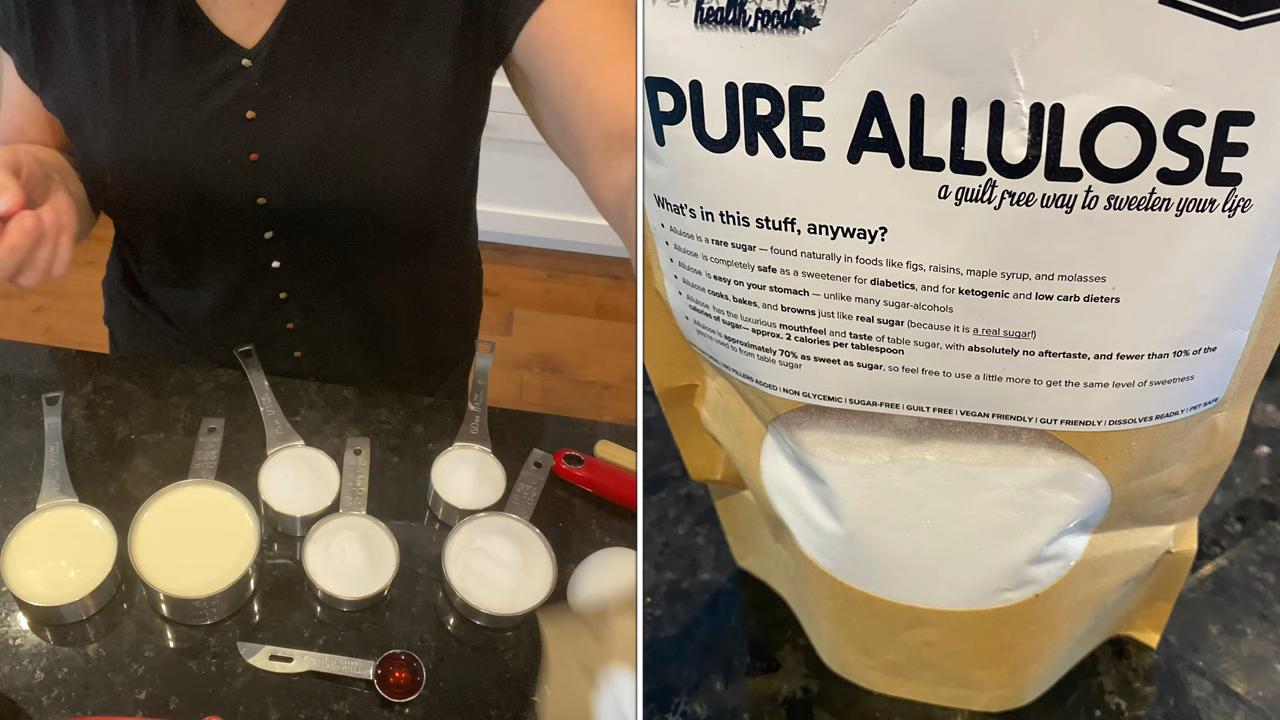 health foods
PURE ALLULOSE
a guilt free way to sweeten your life
What's in this stuff, anyway?
• Allulose is a rare sugar — found naturally in foods like figs, raisins, maple syrup, and molasses
• Allulose is completely safe as a sweetener for diabetics, and for ketogenic and low carb dieters
• Allulose is easy on your stomach — unlike many sugar-alcohols
• Allulose cooks, bakes, and browns just like real sugar (because it is a real sugar!)
• Allulose has the luxurious mouthfeel and taste of table sugar, with absolutely no aftertaste, and fewer than 10% of the
calories of sugar— approx. 2 calories per tablespoon
• Allulose is approximately 70% as sweet as sugar, so feel free to use a little more to get the same level of sweetness
you're used to from table sugar
NO FILLERS ADDED | NON GLYCEMIC | SUGAR-FREE | GUILT FREE | VEGAN FRIENDLY | GUT FRIENDLY | DISSOLVES READILY | PET SAFE